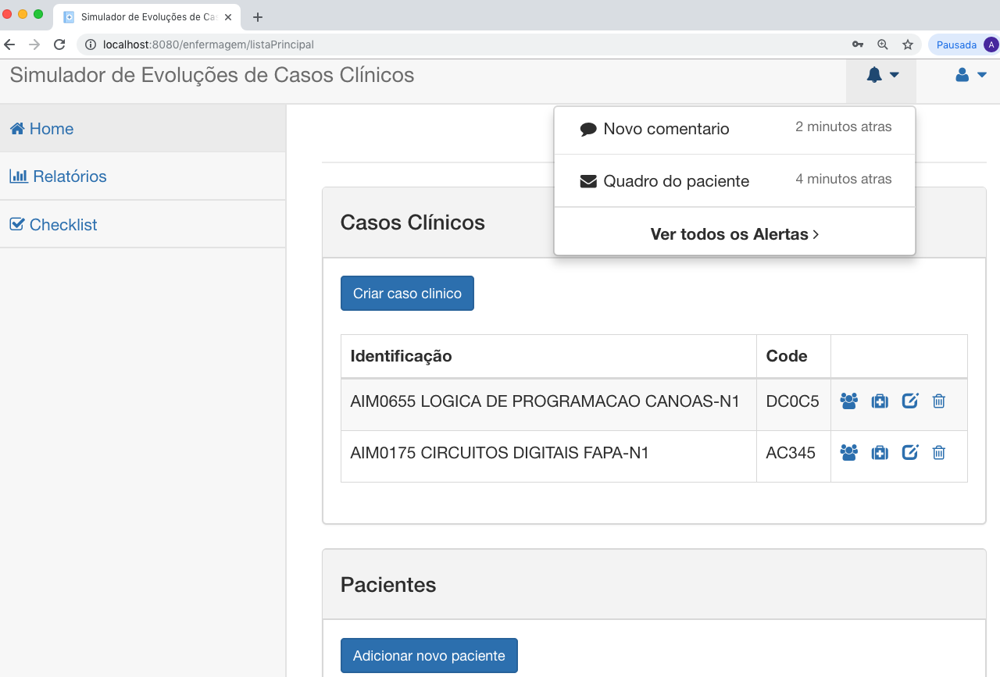 Simulador de Evoluções de Cas
localhost:8080/enfermagem/listaPrincipal
Pausada
A
Simulador de Evoluções de Casos Clínicos
Home
Relatórios
Checklist
Novo comentario 2 minutos atras
Quadro do paciente 4 minutos atras
Ver todos os Alertas
Casos Clínicos
Criar caso clinico
Identificação Code
AIM0655 LOGICA DE PROGRAMACAO CANOAS-N1 DC0C5
AIM0175 CIRCUITOS DIGITAIS FAPA-N1 AC345
Pacientes
Adicionar novo paciente